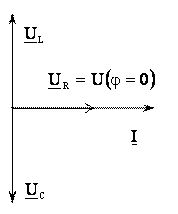 U_L
U_R = U(φ = 0)
I
U_C